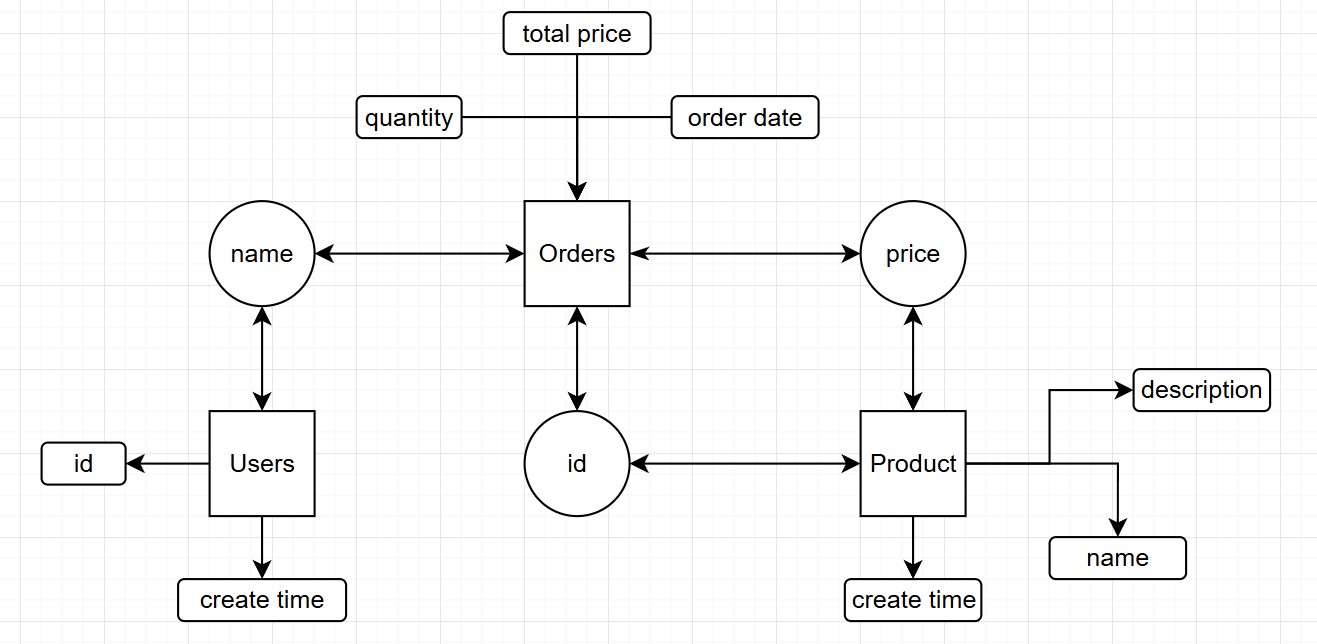 total price
quantity
order date
name
Orders
price
description
id
Users
id
Product
name
create time
create time